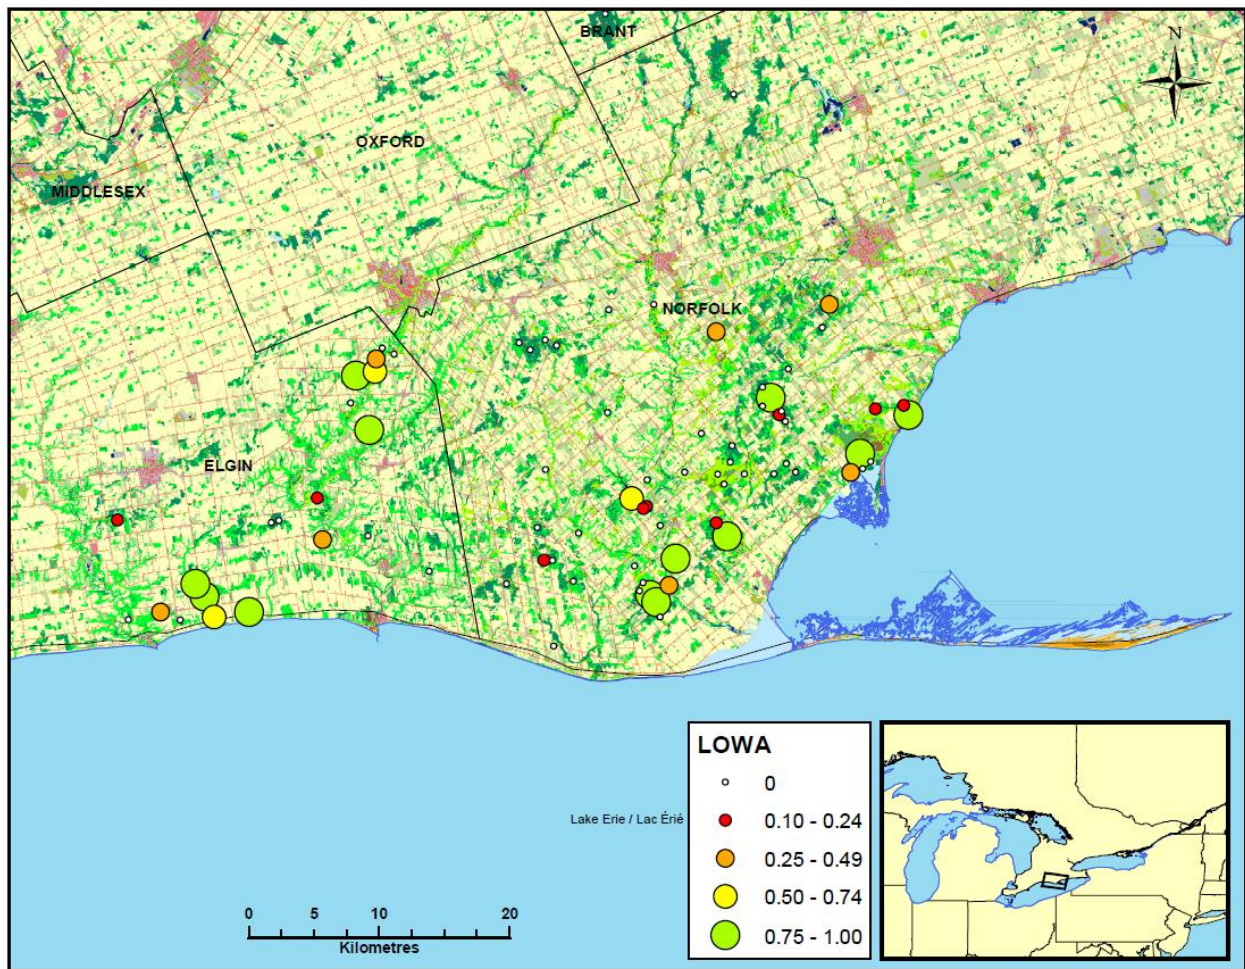 BRANT
N
OXFORD
MIDDLESEX
NORFOLK
ELGIN
LOWA
0
0.10 - 0.24
0.25 - 0.49
0.50 - 0.74
0.75 - 1.00
Lake Erie / Lac Érié
0 5 10 20
Kilometres